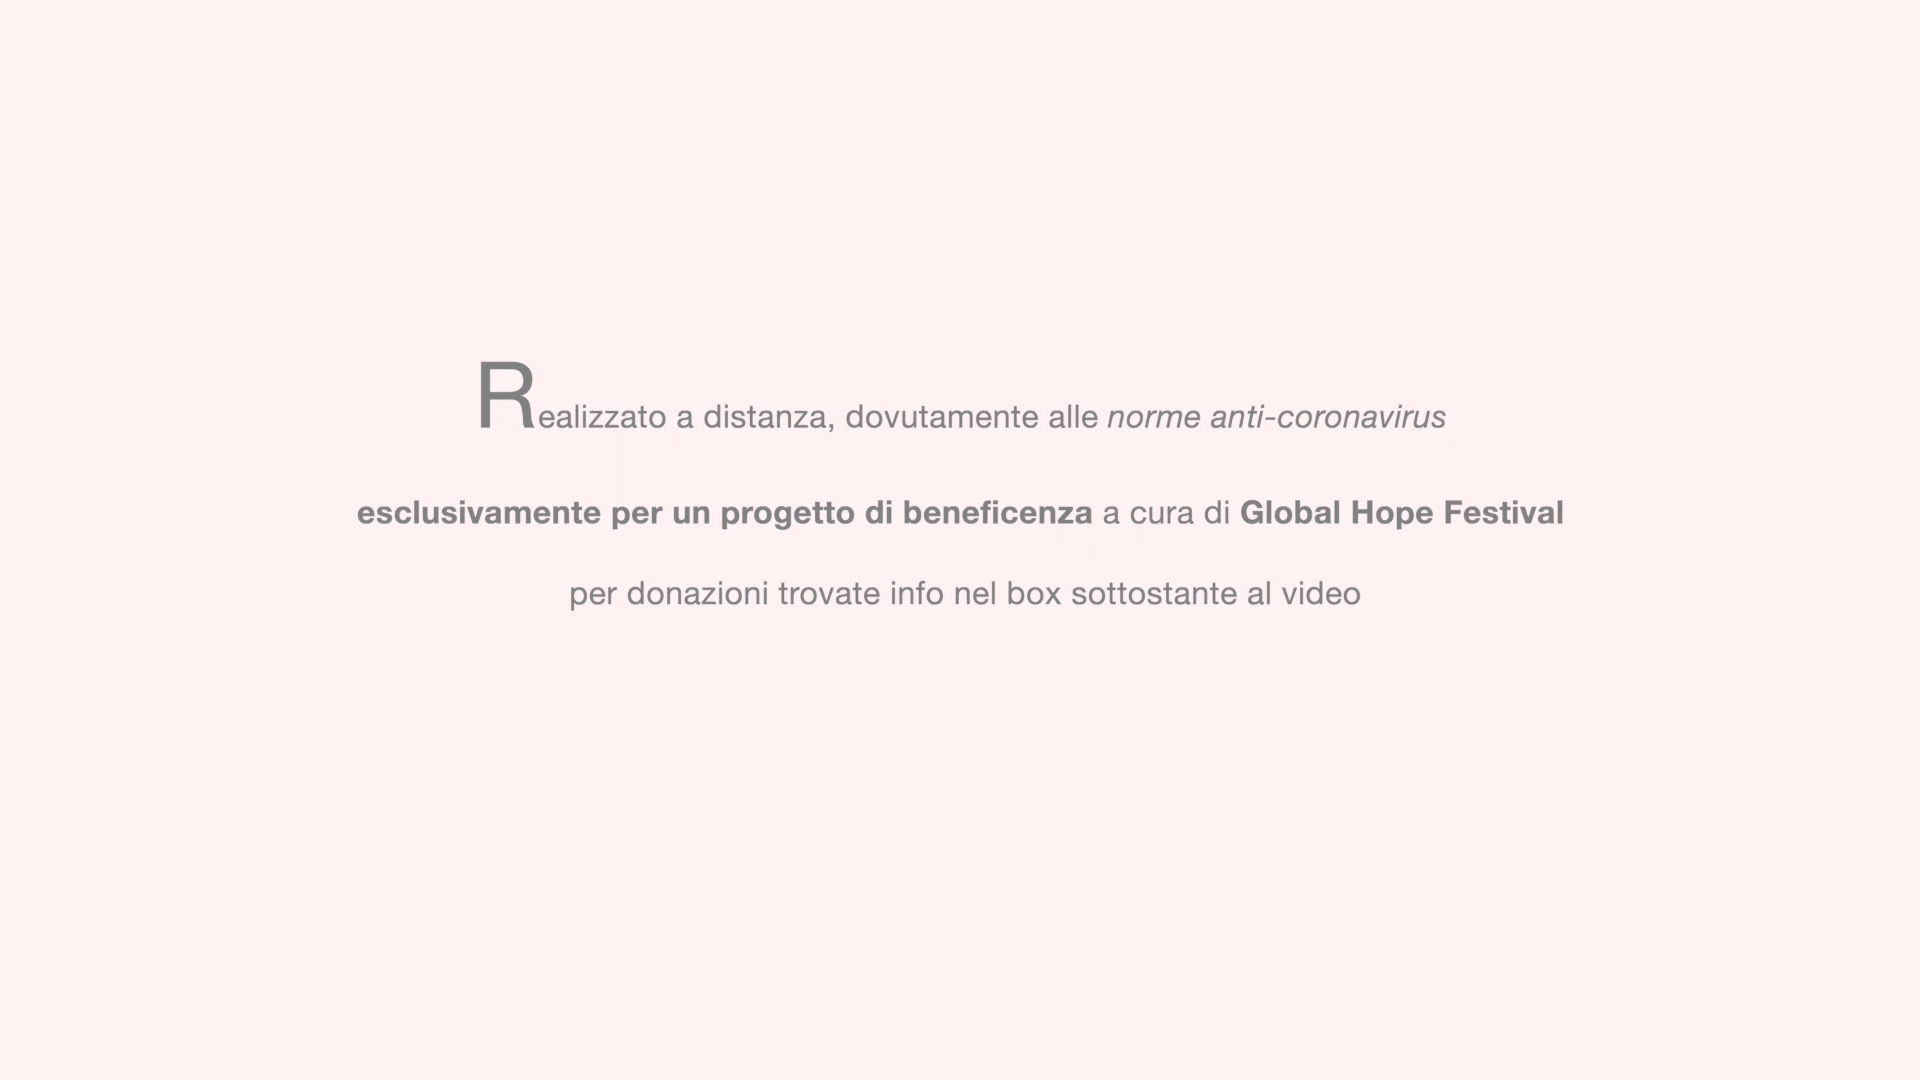 Realizzato a distanza, dovutamente alle norme anti-coronavirus
esclusivamente per un progetto di beneficenza a cura di Global Hope Festival
per donazioni trovate info nel box sottostante al video